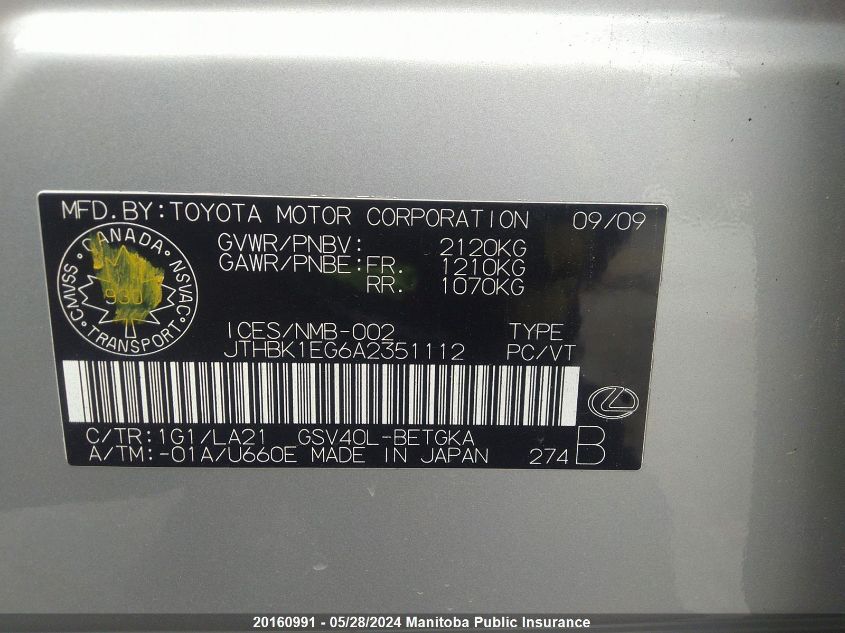 MFD.BY:TOYOTA MOTOR CORPORATION 09/09
GVWR/PNBV: 2120KG
GAWR/PNBE:FR. 1210KG
RR. 1070KG
CANADA
CMVSS NSVAC
930
TRANSPORT
ICES/NMB-002 TYPE
JTHBK1EG6A2351112 PC/VT
C/TR:1G1/LA21 GSV40L-BETGKA
A/TM:-01A/U660E MADE IN JAPAN 274 B
20160991 - 05/28/2024 Manitoba Public Insurance